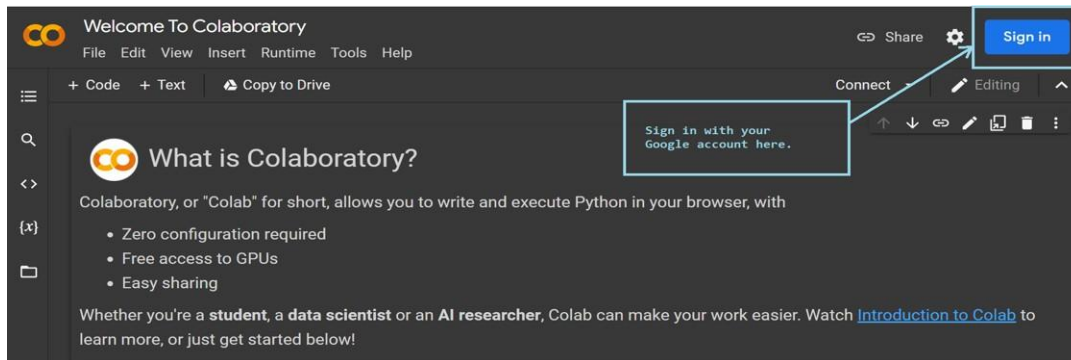 Welcome To Colaboratory
File Edit View Insert Runtime Tools Help
Share
Sign in
+ Code + Text Copy to Drive
Connect
Editing
Sign in with your
Google account here.
What is Colaboratory?
Colaboratory, or "Colab" for short, allows you to write and execute Python in your browser, with
• Zero configuration required
• Free access to GPUs
• Easy sharing
Whether you're a student, a data scientist or an AI researcher, Colab can make your work easier. Watch Introduction to Colab to
learn more, or just get started below!
{x}